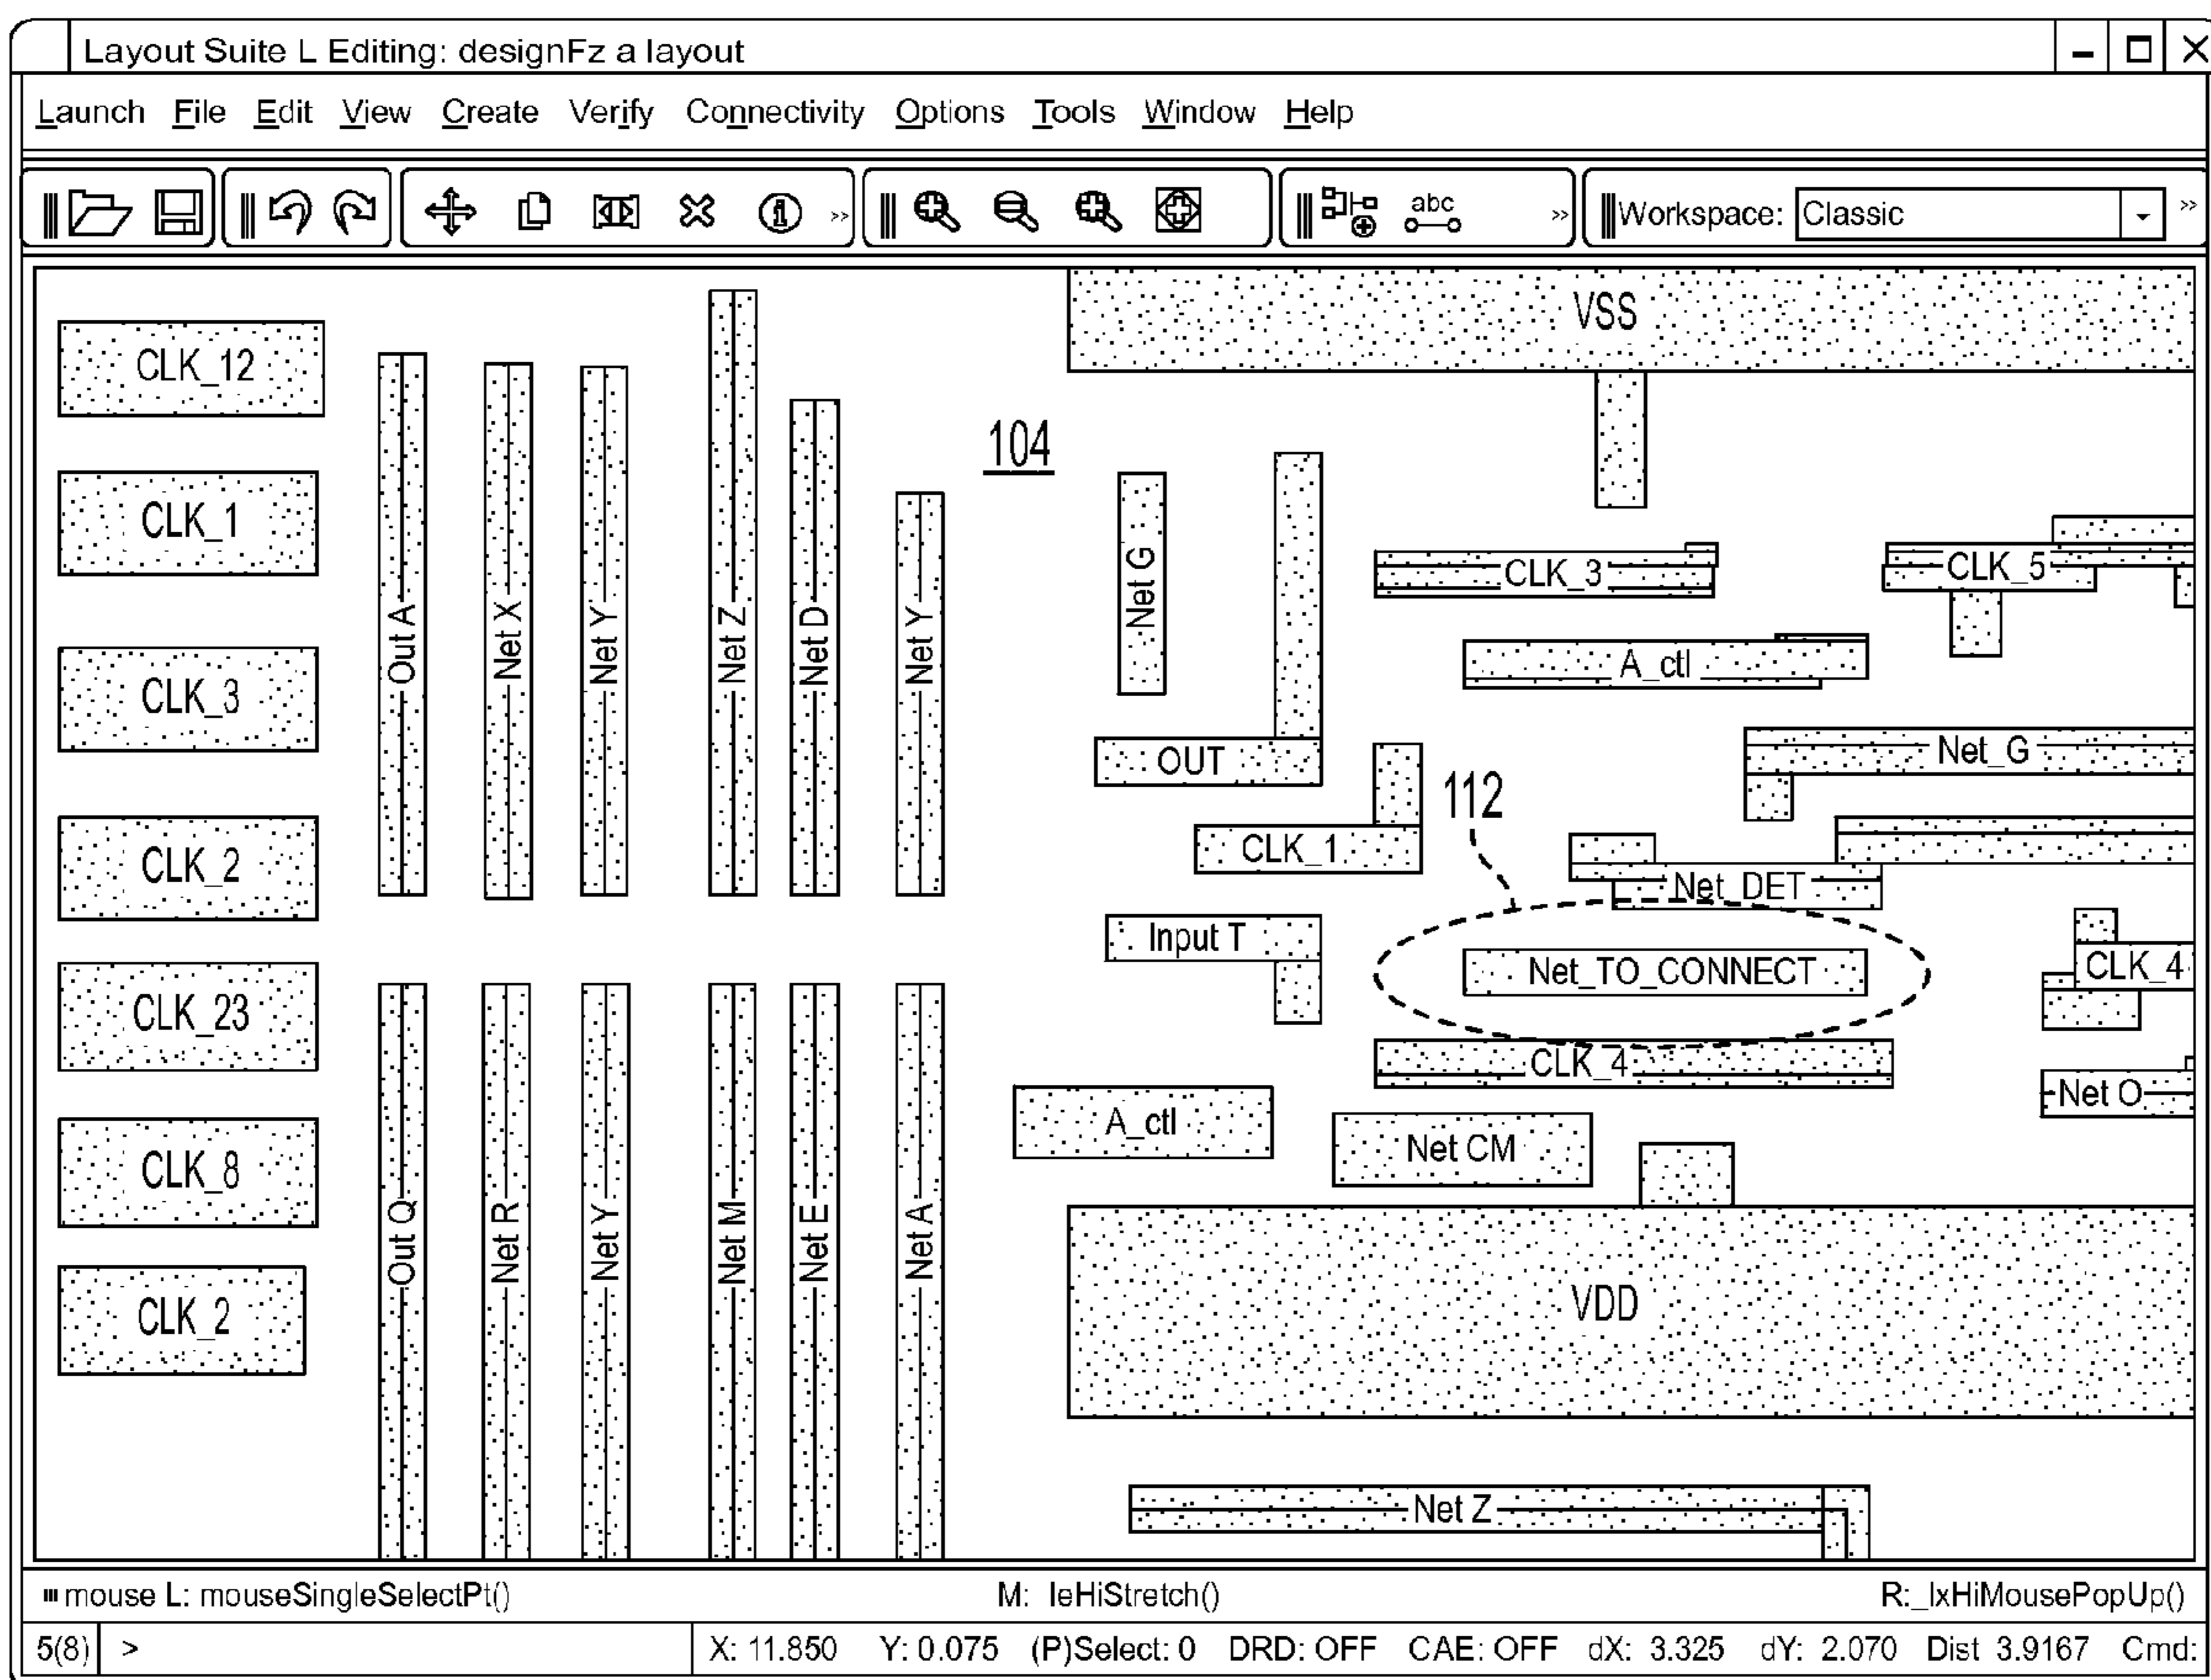 Layout Suite L Editing: designFz a layout
Launch File Edit View Create Verify Connectivity Options Tools Window Help
abc
Workspace: Classic
VSS
CLK_12
CLK_1
CLK_3
CLK_2
CLK_23
CLK_8
CLK_2
Out A
Net X
Net Y
Net Z
Net D
Net Y
Out Q
Net R
Net Y
Net M
Net E
Net A
104
Net G
CLK_3
CLK_5
A_ctl
OUT
Net_G
112
CLK_1
Net_DET
Input T
Net_TO_CONNECT
CLK_4
CLK_4
Net O
A_ctl
Net CM
VDD
Net Z
mouse L: mouseSingleSelectPt() M: leHiStretch() R:_lxHiMousePopUp()
5(8) > X: 11.850 Y: 0.075 (P)Select: 0 DRD: OFF CAE: OFF dX: 3.325 dY: 2.070 Dist 3.9167 Cmd: